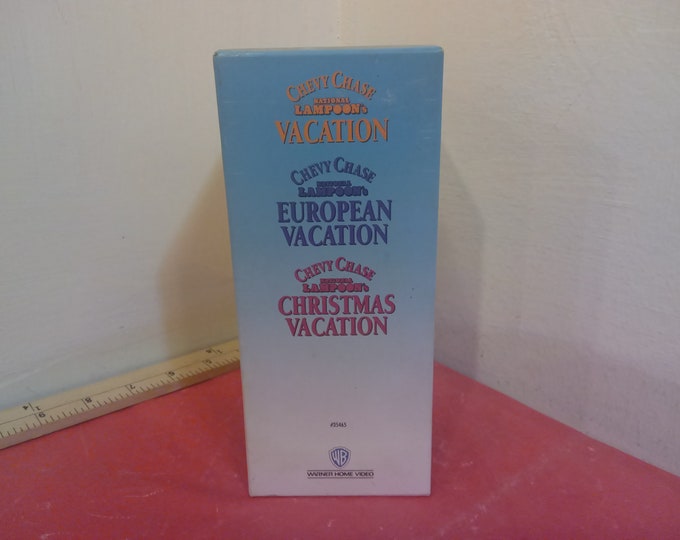 CHEVY CHASE
NATIONAL
LAMPOON's
VACATION
CHEVY CHASE
NATIONAL
LAMPOON's
EUROPEAN
VACATION
CHEVY CHASE
NATIONAL
LAMPOON's
CHRISTMAS
VACATION
#35465
WB
WARNER HOME VIDEO